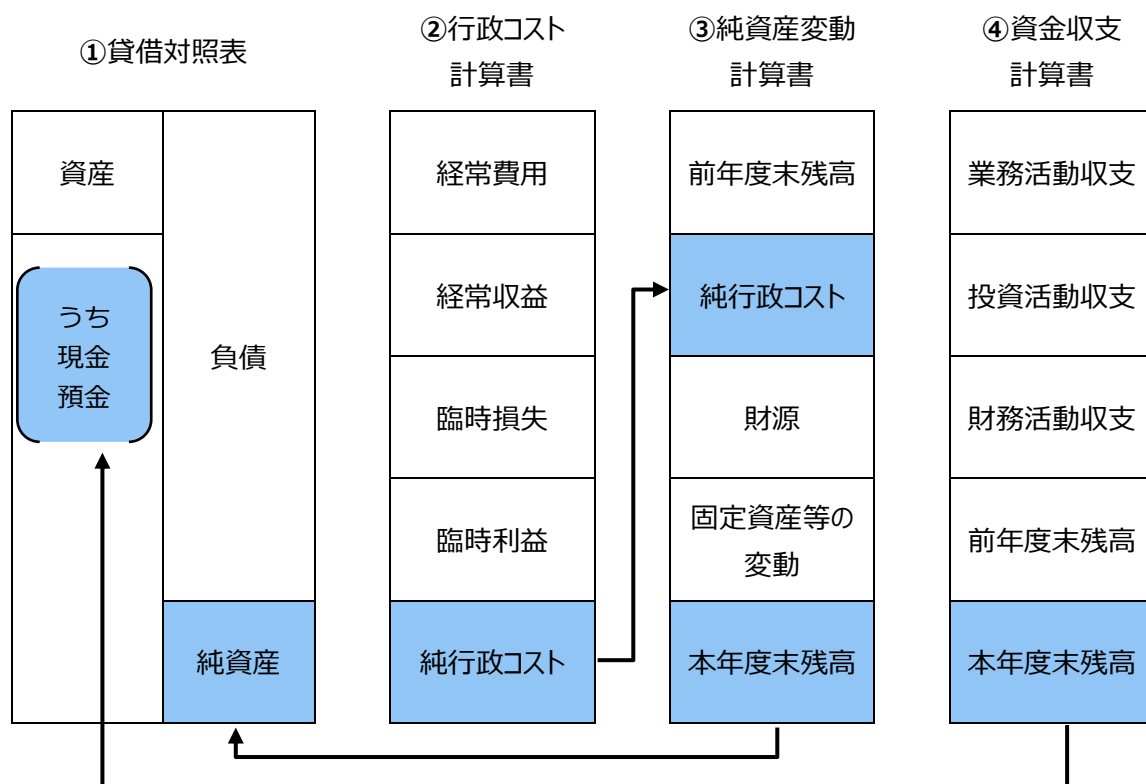 ①貸借対照表
資産
うち
現金
預金
負債
純資産
②行政コスト
計算書
経常費用
経常収益
臨時損失
臨時利益
純行政コスト
③純資産変動
計算書
前年度末残高
純行政コスト
財源
固定資産等の
変動
本年度末残高
④資金収支
計算書
業務活動収支
投資活動収支
財務活動収支
前年度末残高
本年度末残高